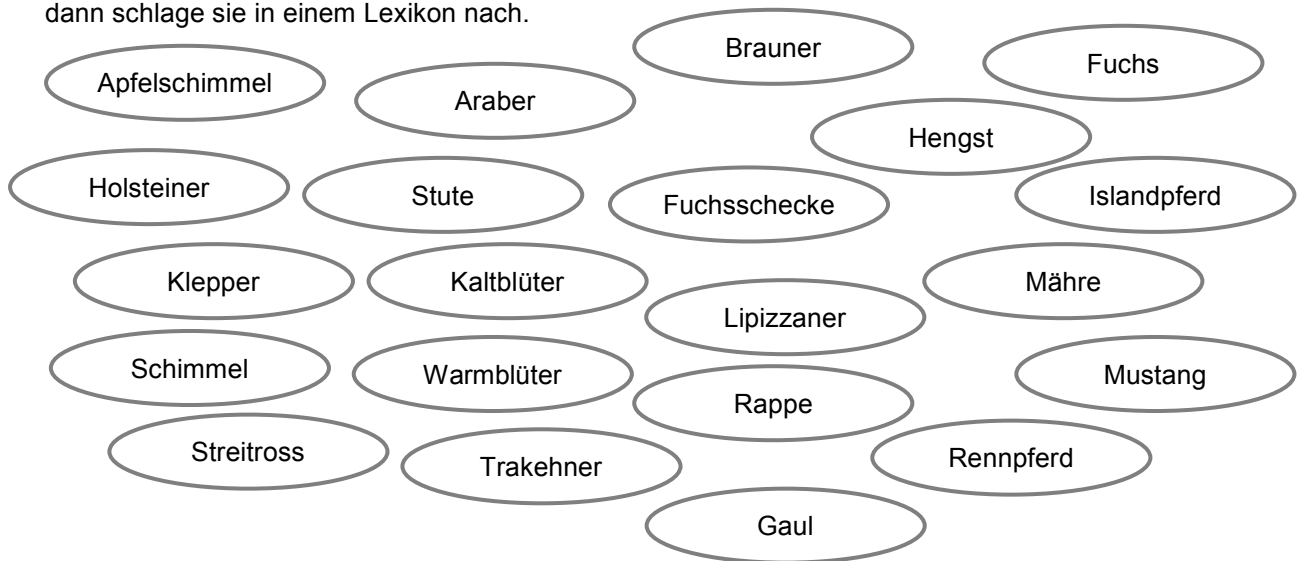 dann schlage sie in einem Lexikon nach.
Brauner
Fuchs
Apfelschimmel
Araber
Hengst
Holsteiner
Stute
Fuchsschecke
Islandpferd
Klepper
Kaltblüter
Mähre
Lipizzaner
Schimmel
Warmblüter
Mustang
Rappe
Streitross
Trakehner
Rennpferd
Gaul